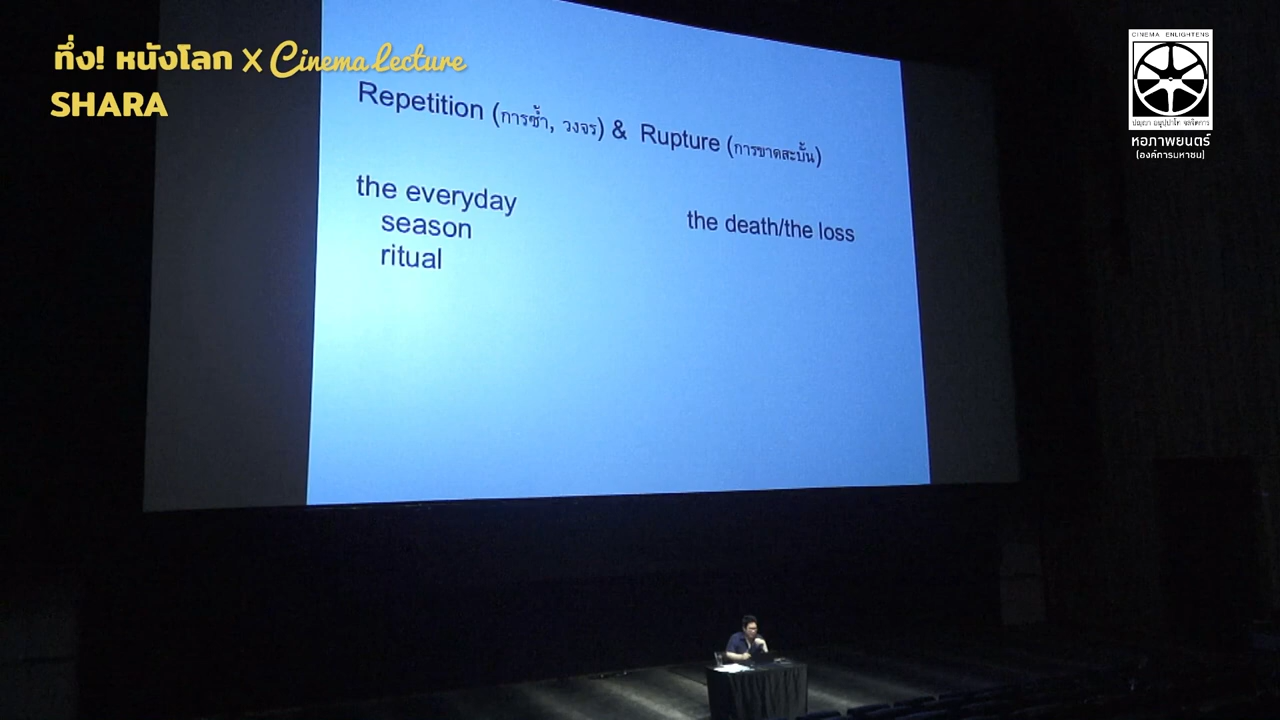 ทึ่ง! หนังโลก X Cinema Lecture
SHARA
CINEMA ENLIGHTENS
หอภาพยนตร์
(องค์การมหาชน)
Repetition (การซ้ำ, วงจร) & Rupture (การขาดสะบั้น)
the everyday
season
ritual
the death/the loss